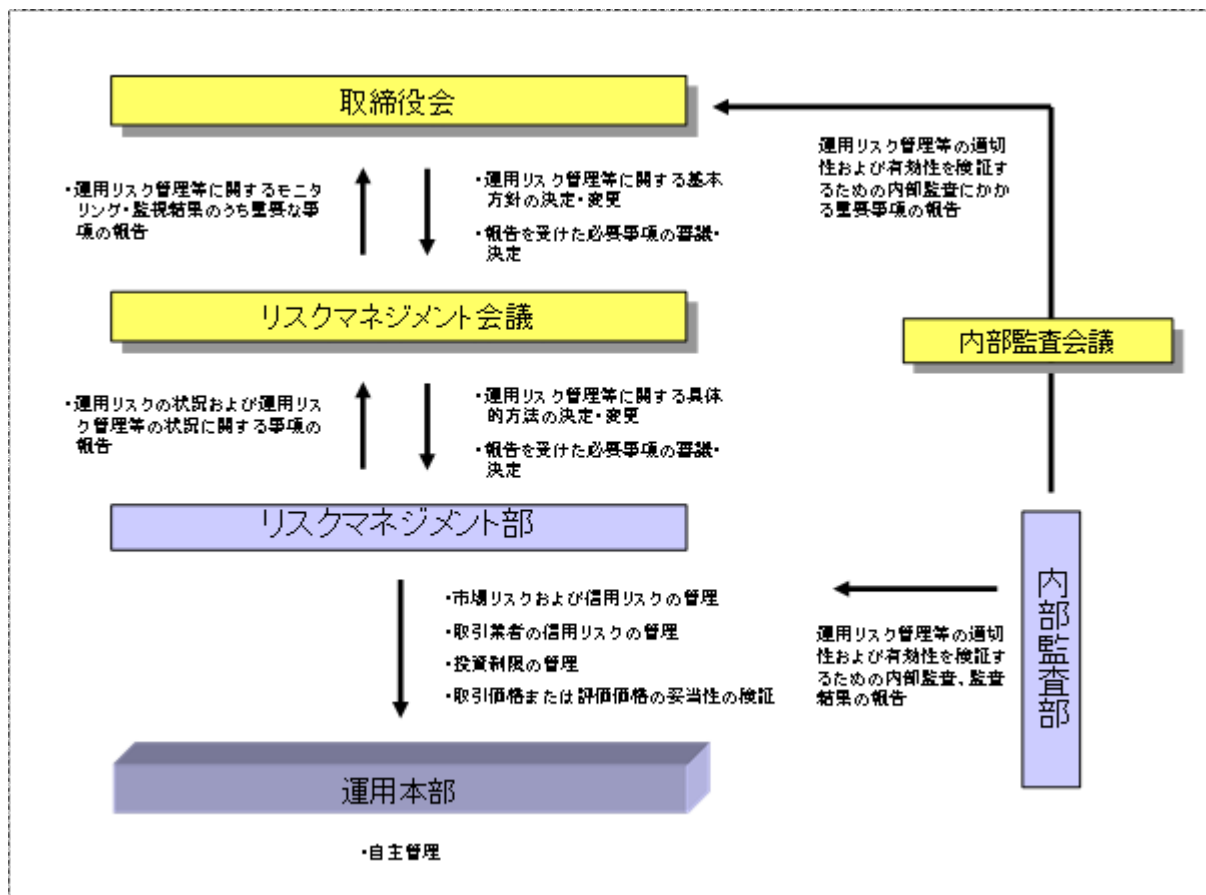 取締役会
・運用リスク管理等に関するモニ
タリング・監視結果のうち重要な事
項の報告
・運用リスク管理等に関する基本
方針の決定・変更
・報告を受けた必要事項の審議・
決定
運用リスク管理等の適切
性および有効性を検証す
るための内部監査にかか
る重要事項の報告
リスクマネジメント会議
内部監査会議
・運用リスクの状況および運用リス
ク管理等の状況に関する事項の
報告
・運用リスク管理等に関する具体
的方法の決定・変更
・報告を受けた必要事項の審議・
決定
リスクマネジメント部
・市場リスクおよび信用リスクの管理
・取引業者の信用リスクの管理
・投資制限の管理
・取引価格または評価価格の妥当性の検証
運用リスク管理等の適切
性および有効性を検証す
るための内部監査、監査
結果の報告
内部監査部
運用本部
・自主管理